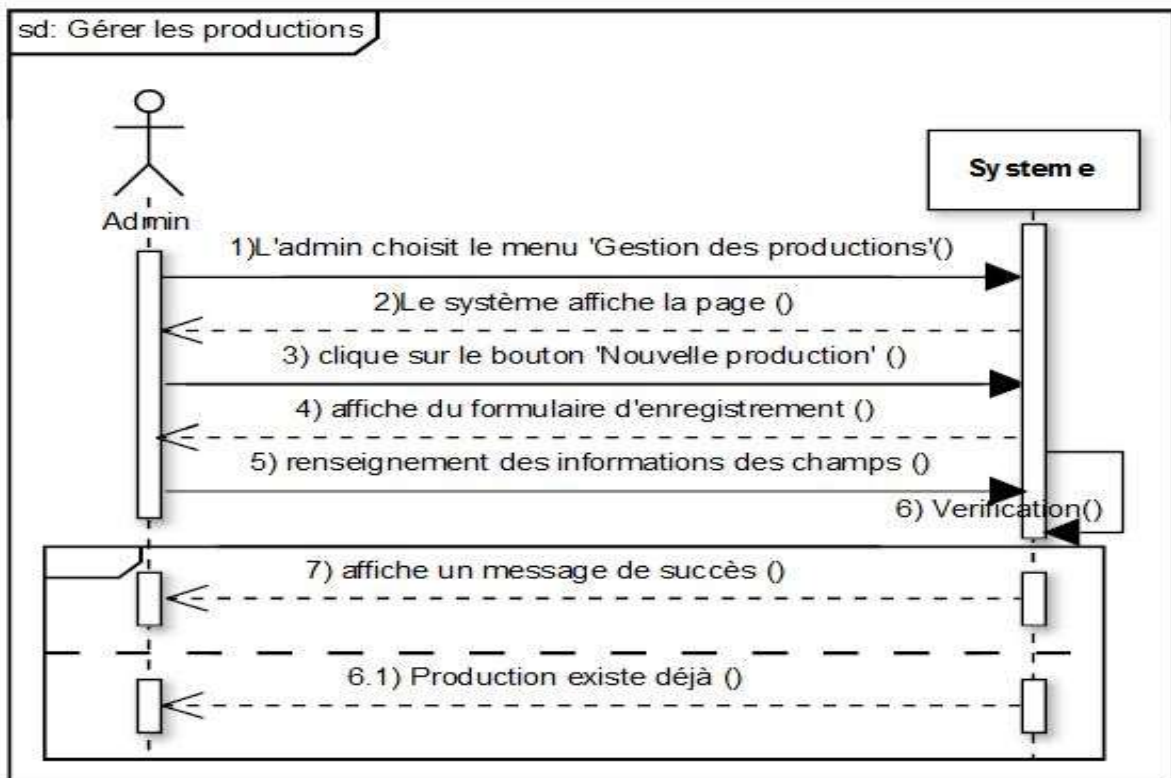 sd: Gérer les productions
Admin
Systeme
1)L'admin choisit le menu 'Gestion des productions'()
2)Le système affiche la page ()
3) clique sur le bouton 'Nouvelle production' ()
4) affiche du formulaire d'enregistrement ()
5) renseignement des informations des champs ()
6) Verification()
7) affiche un message de succès ()
6.1) Production existe déjà ()